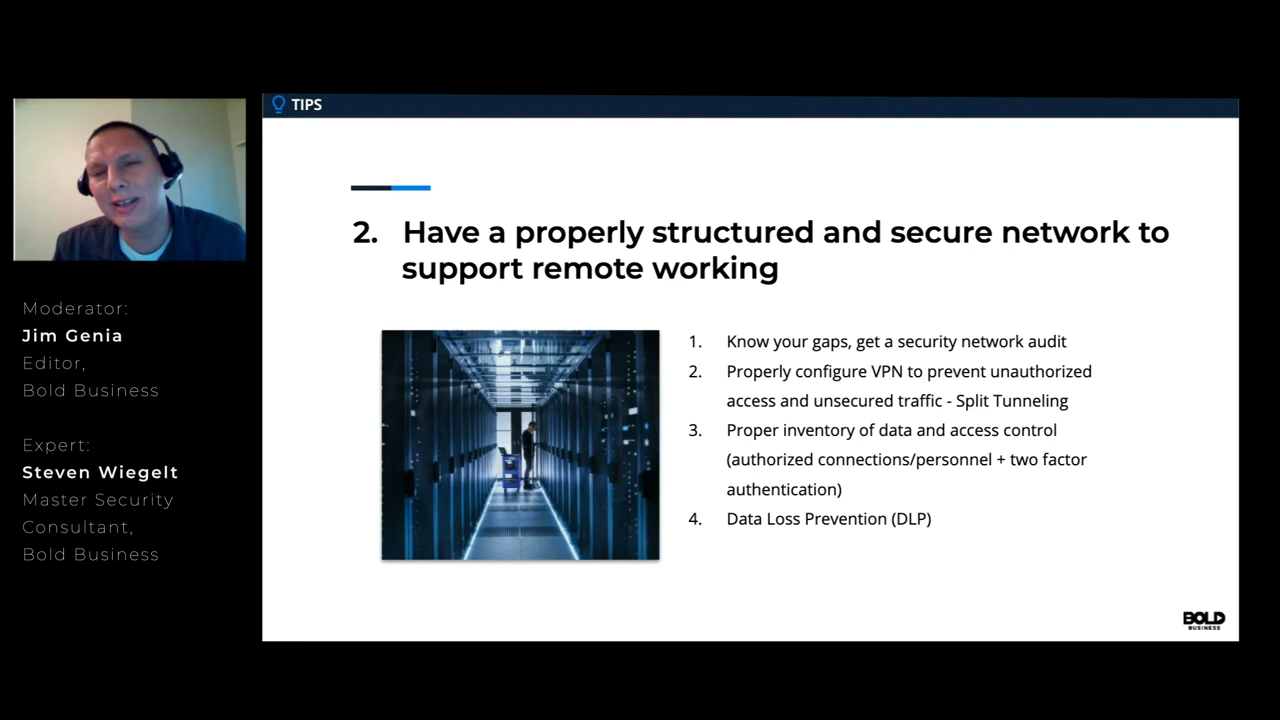 TIPS
Moderator:
Jim Genia
Editor,
Bold Business
Expert:
Steven Wiegelt
Master Security
Consultant,
Bold Business
2. Have a properly structured and secure network to
support remote working
1. Know your gaps, get a security network audit
2. Properly configure VPN to prevent unauthorized
access and unsecured traffic - Split Tunneling
3. Proper inventory of data and access control
(authorized connections/personnel + two factor
authentication)
4. Data Loss Prevention (DLP)
BOLD
BUSINESS